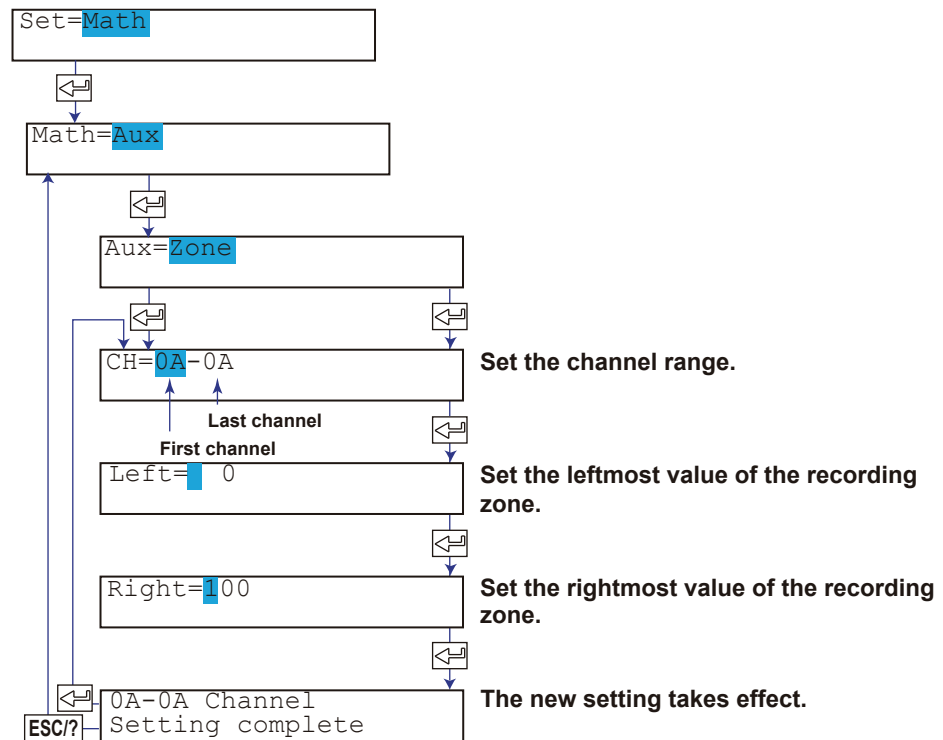 Set=Math
Math=Aux
Aux=Zone
CH=0A-0A
Set the channel range.
Last channel
First channel
Left=  0
Set the leftmost value of the recording
zone.
Right=100
Set the rightmost value of the recording
zone.
0A-0A Channel
Setting complete
The new setting takes effect.
ESC/?